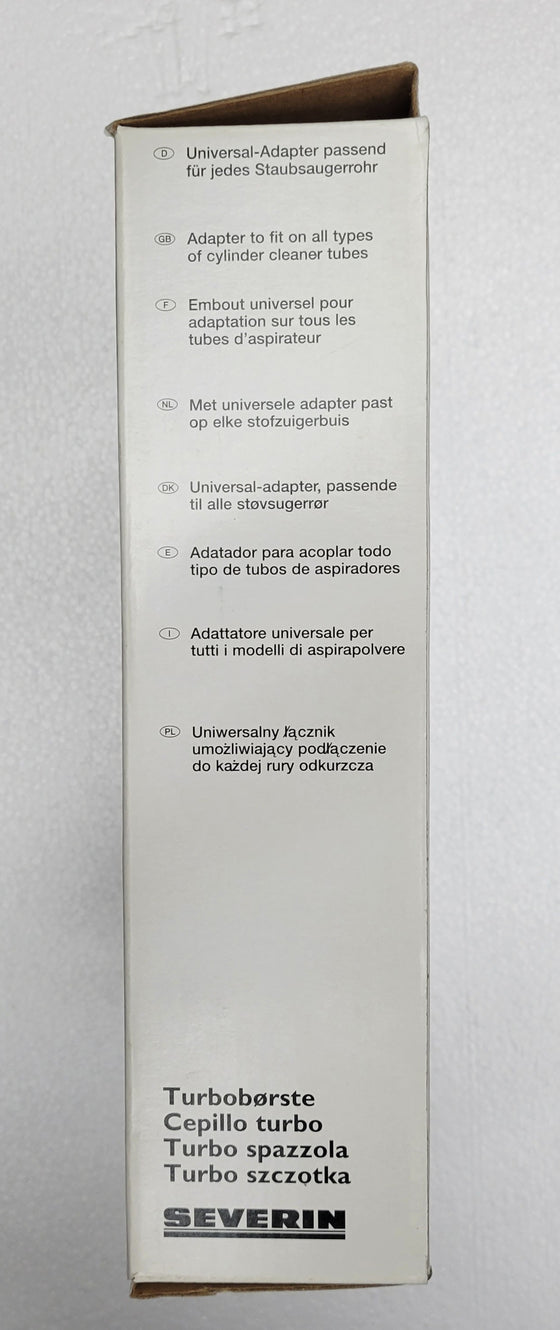 D Universal-Adapter passend
für jedes Staubsaugerrohr
GB Adapter to fit on all types
of cylinder cleaner tubes
F Embout universel pour
adaptation sur tous les
tubes d'aspirateur
NL Met universele adapter past
op elke stofzuigerbuis
DK Universal-adapter, passende
til alle støvsugerrør
E Adatador para acoplar todo
tipo de tubos de aspiradores
I Adattatore universale per
tutti i modelli di aspirapolvere
PL Uniwersalny łącznik
umożliwiający podłączenie
do każdej rury odkurzcza
Turbobørste
Cepillo turbo
Turbo spazzola
Turbo szczotka
SEVERIN